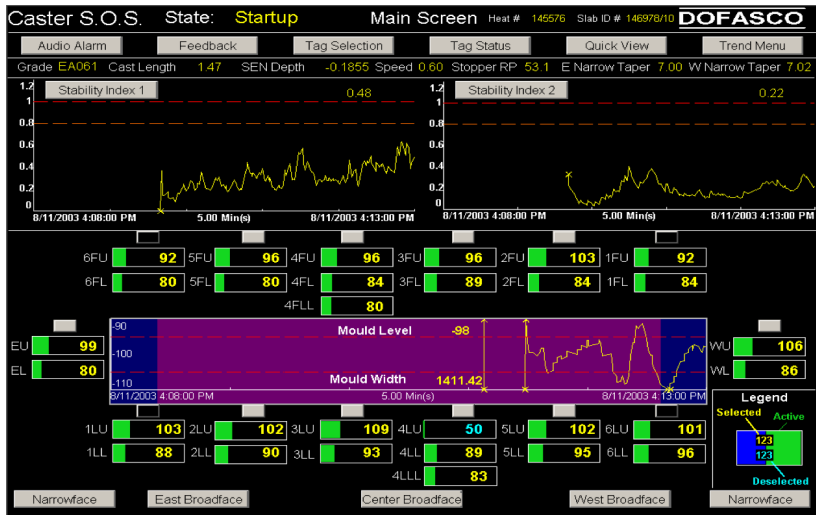 Caster S.O.S. State: Startup Main Screen Heat # 145576 Slab ID # 146978/10 DOFASCO
Audio Alarm Feedback Tag Selection Tag Status Quick View Trend Menu
Grade EA061 Cast Length 1.47 SEN Depth -0.1855 Speed 0.60 Stopper RP 53.1 E Narrow Taper 7.00 W Narrow Taper 7.02
1.2 Stability Index 1 0.48 1.2 Stability Index 2 0.22
1 1
0.8 0.8
0.6 0.6
0.4 0.4
0.2 0.2
0 0
8/11/2003 4:08:00 PM 5.00 Min(s) 8/11/2003 4:13:00 PM 8/11/2003 4:08:00 PM 5.00 Min(s) 8/11/2003 4:13:00 PM
6FU 92 5FU 96 4FU 96 3FU 96 2FU 103 1FU 92
6FL 80 5FL 80 4FL 84 3FL 89 2FL 84 1FL 84
4FLL 80
-90 Mould Level -98
EU 99 -100 WU 106
EL 80 Mould Width 1411.42 WL 86
-110
8/11/2003 4:08:00 PM 5.00 Min(s) 8/11/2003 4:13:00 PM
Legend
Selected Active
1LU 103 2LU 102 3LU 109 4LU 50 5LU 102 6LU 101
123
1LL 88 2LL 90 3LL 93 4LL 89 5LL 95 6LL 96
123
4LLL 83
Deselected
Narrowface East Broadface Center Broadface West Broadface Narrowface